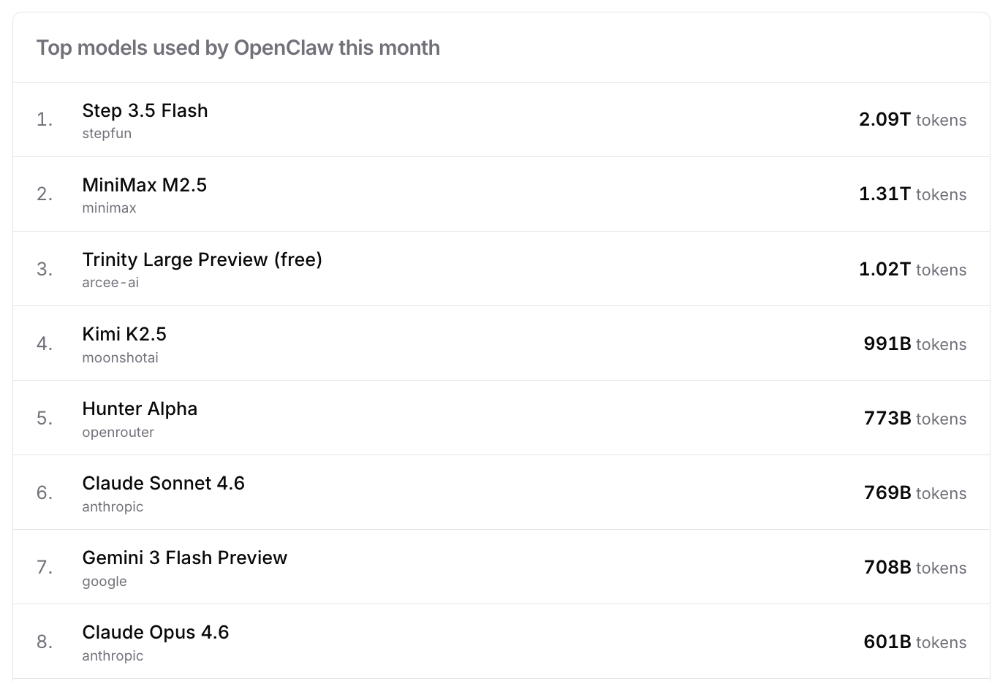 Top models used by OpenClaw this month
1.
Step 3.5 Flash
stepfun
2.09T tokens
2.
MiniMax M2.5
minimax
1.31T tokens
3.
Trinity Large Preview (free)
arcee-ai
1.02T tokens
4.
Kimi K2.5
moonshotai
991B tokens
5.
Hunter Alpha
openrouter
773B tokens
6.
Claude Sonnet 4.6
anthropic
769B tokens
7.
Gemini 3 Flash Preview
google
708B tokens
8.
Claude Opus 4.6
anthropic
601B tokens